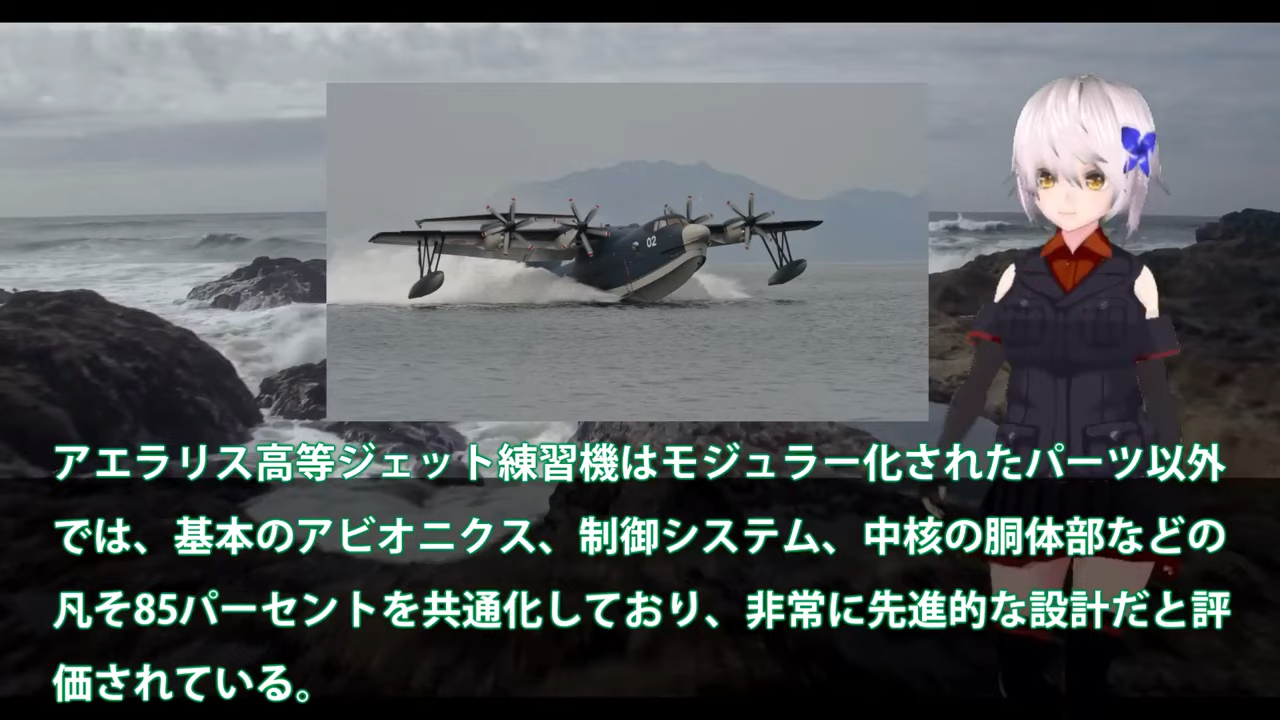 02
アエラリス高等ジェット練習機はモジュラー化されたパーツ以外
では、基本のアビオニクス、制御システム、中核の胴体部などの
凡そ85パーセントを共通化しており、非常に先進的な設計だと評
価されている。